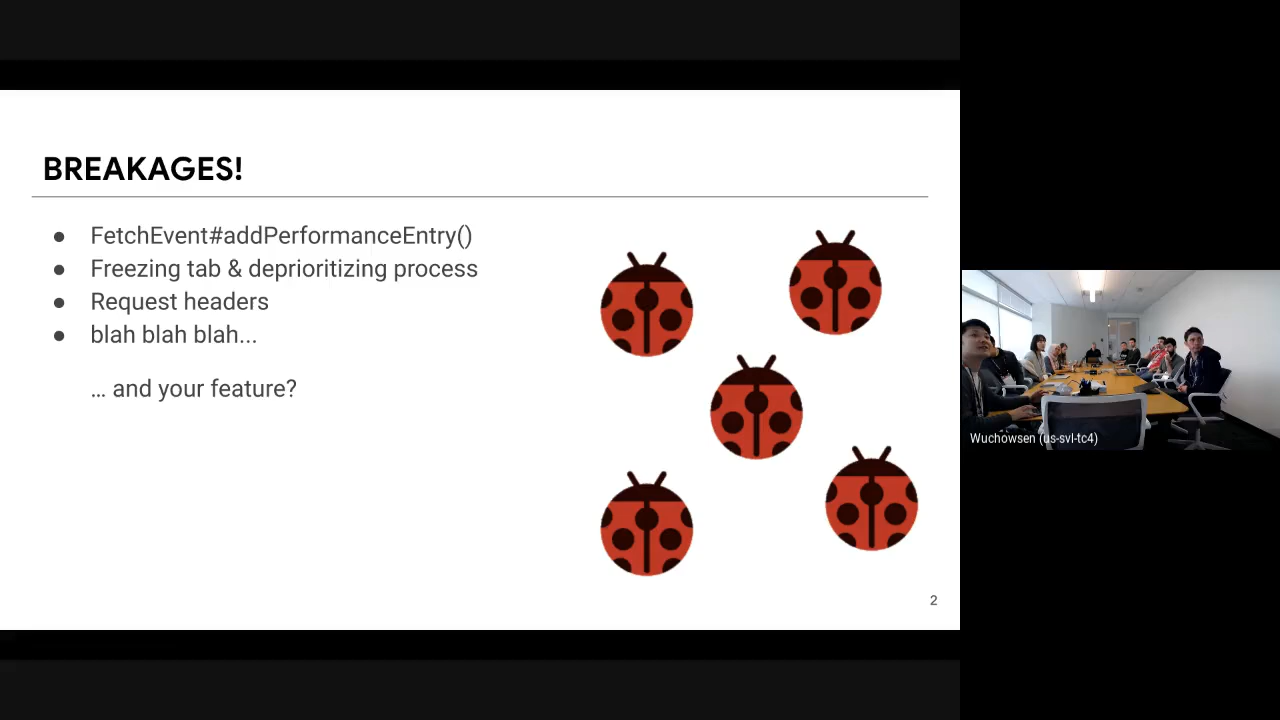 BREAKAGES!
● FetchEvent#addPerformanceEntry()
● Freezing tab & deprioritizing process
● Request headers
● blah blah blah...
... and your feature?
2
Wuchowsen (us-svl-tc4)